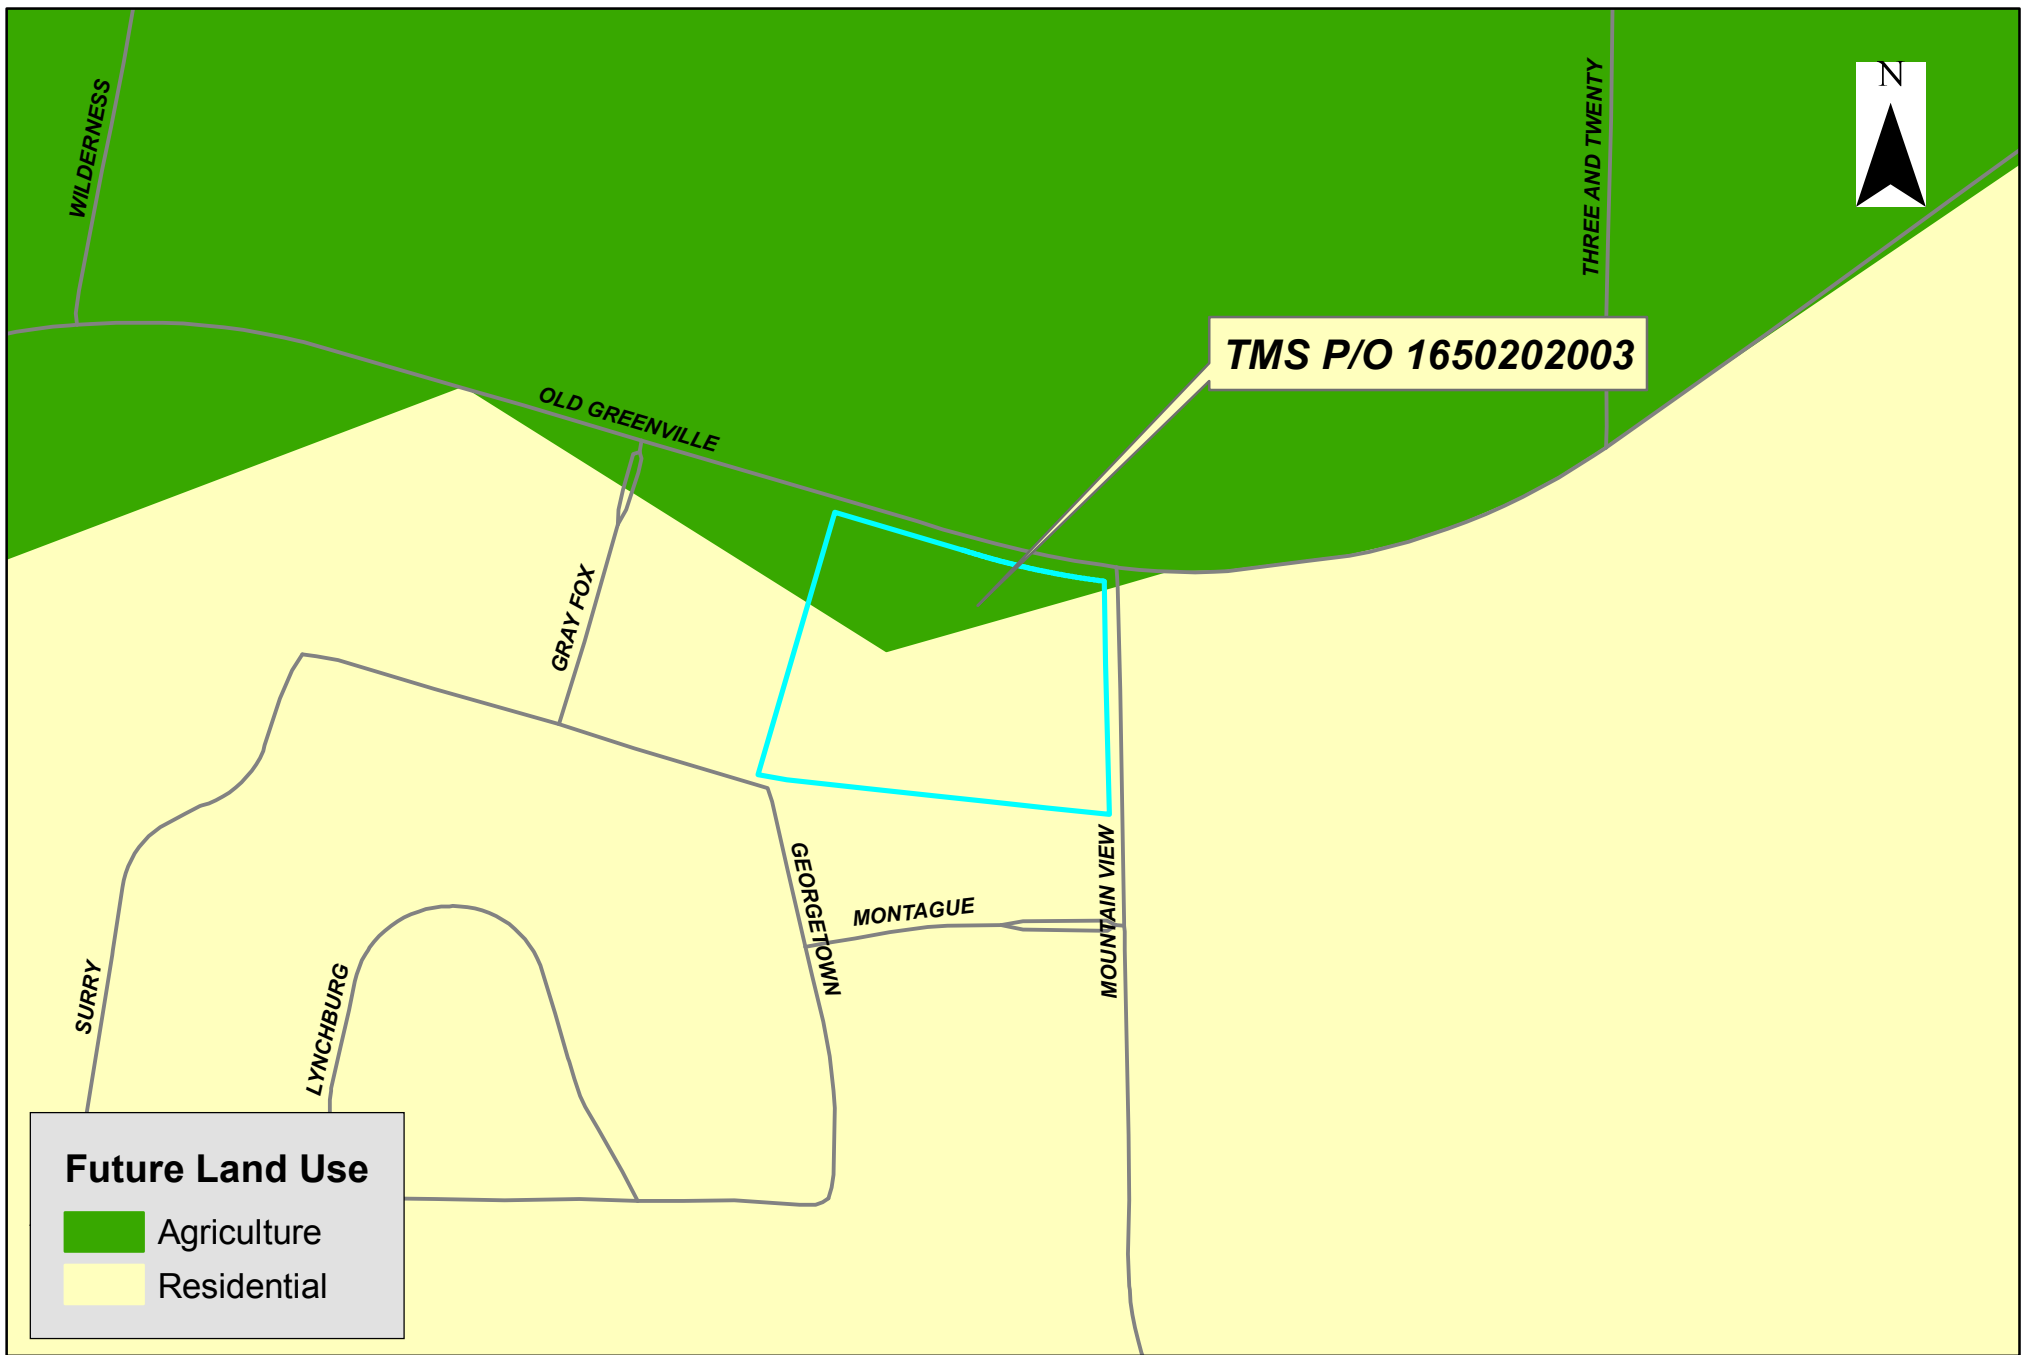 WILDERNESS
THREE AND TWENTY
N
TMS P/O 1650202003
OLD GREENVILLE
GRAY FOX
GEORGETOWN
MONTAGUE
MOUNTAIN VIEW
SURRY
LYNCHBURG
Future Land Use
Agriculture
Residential